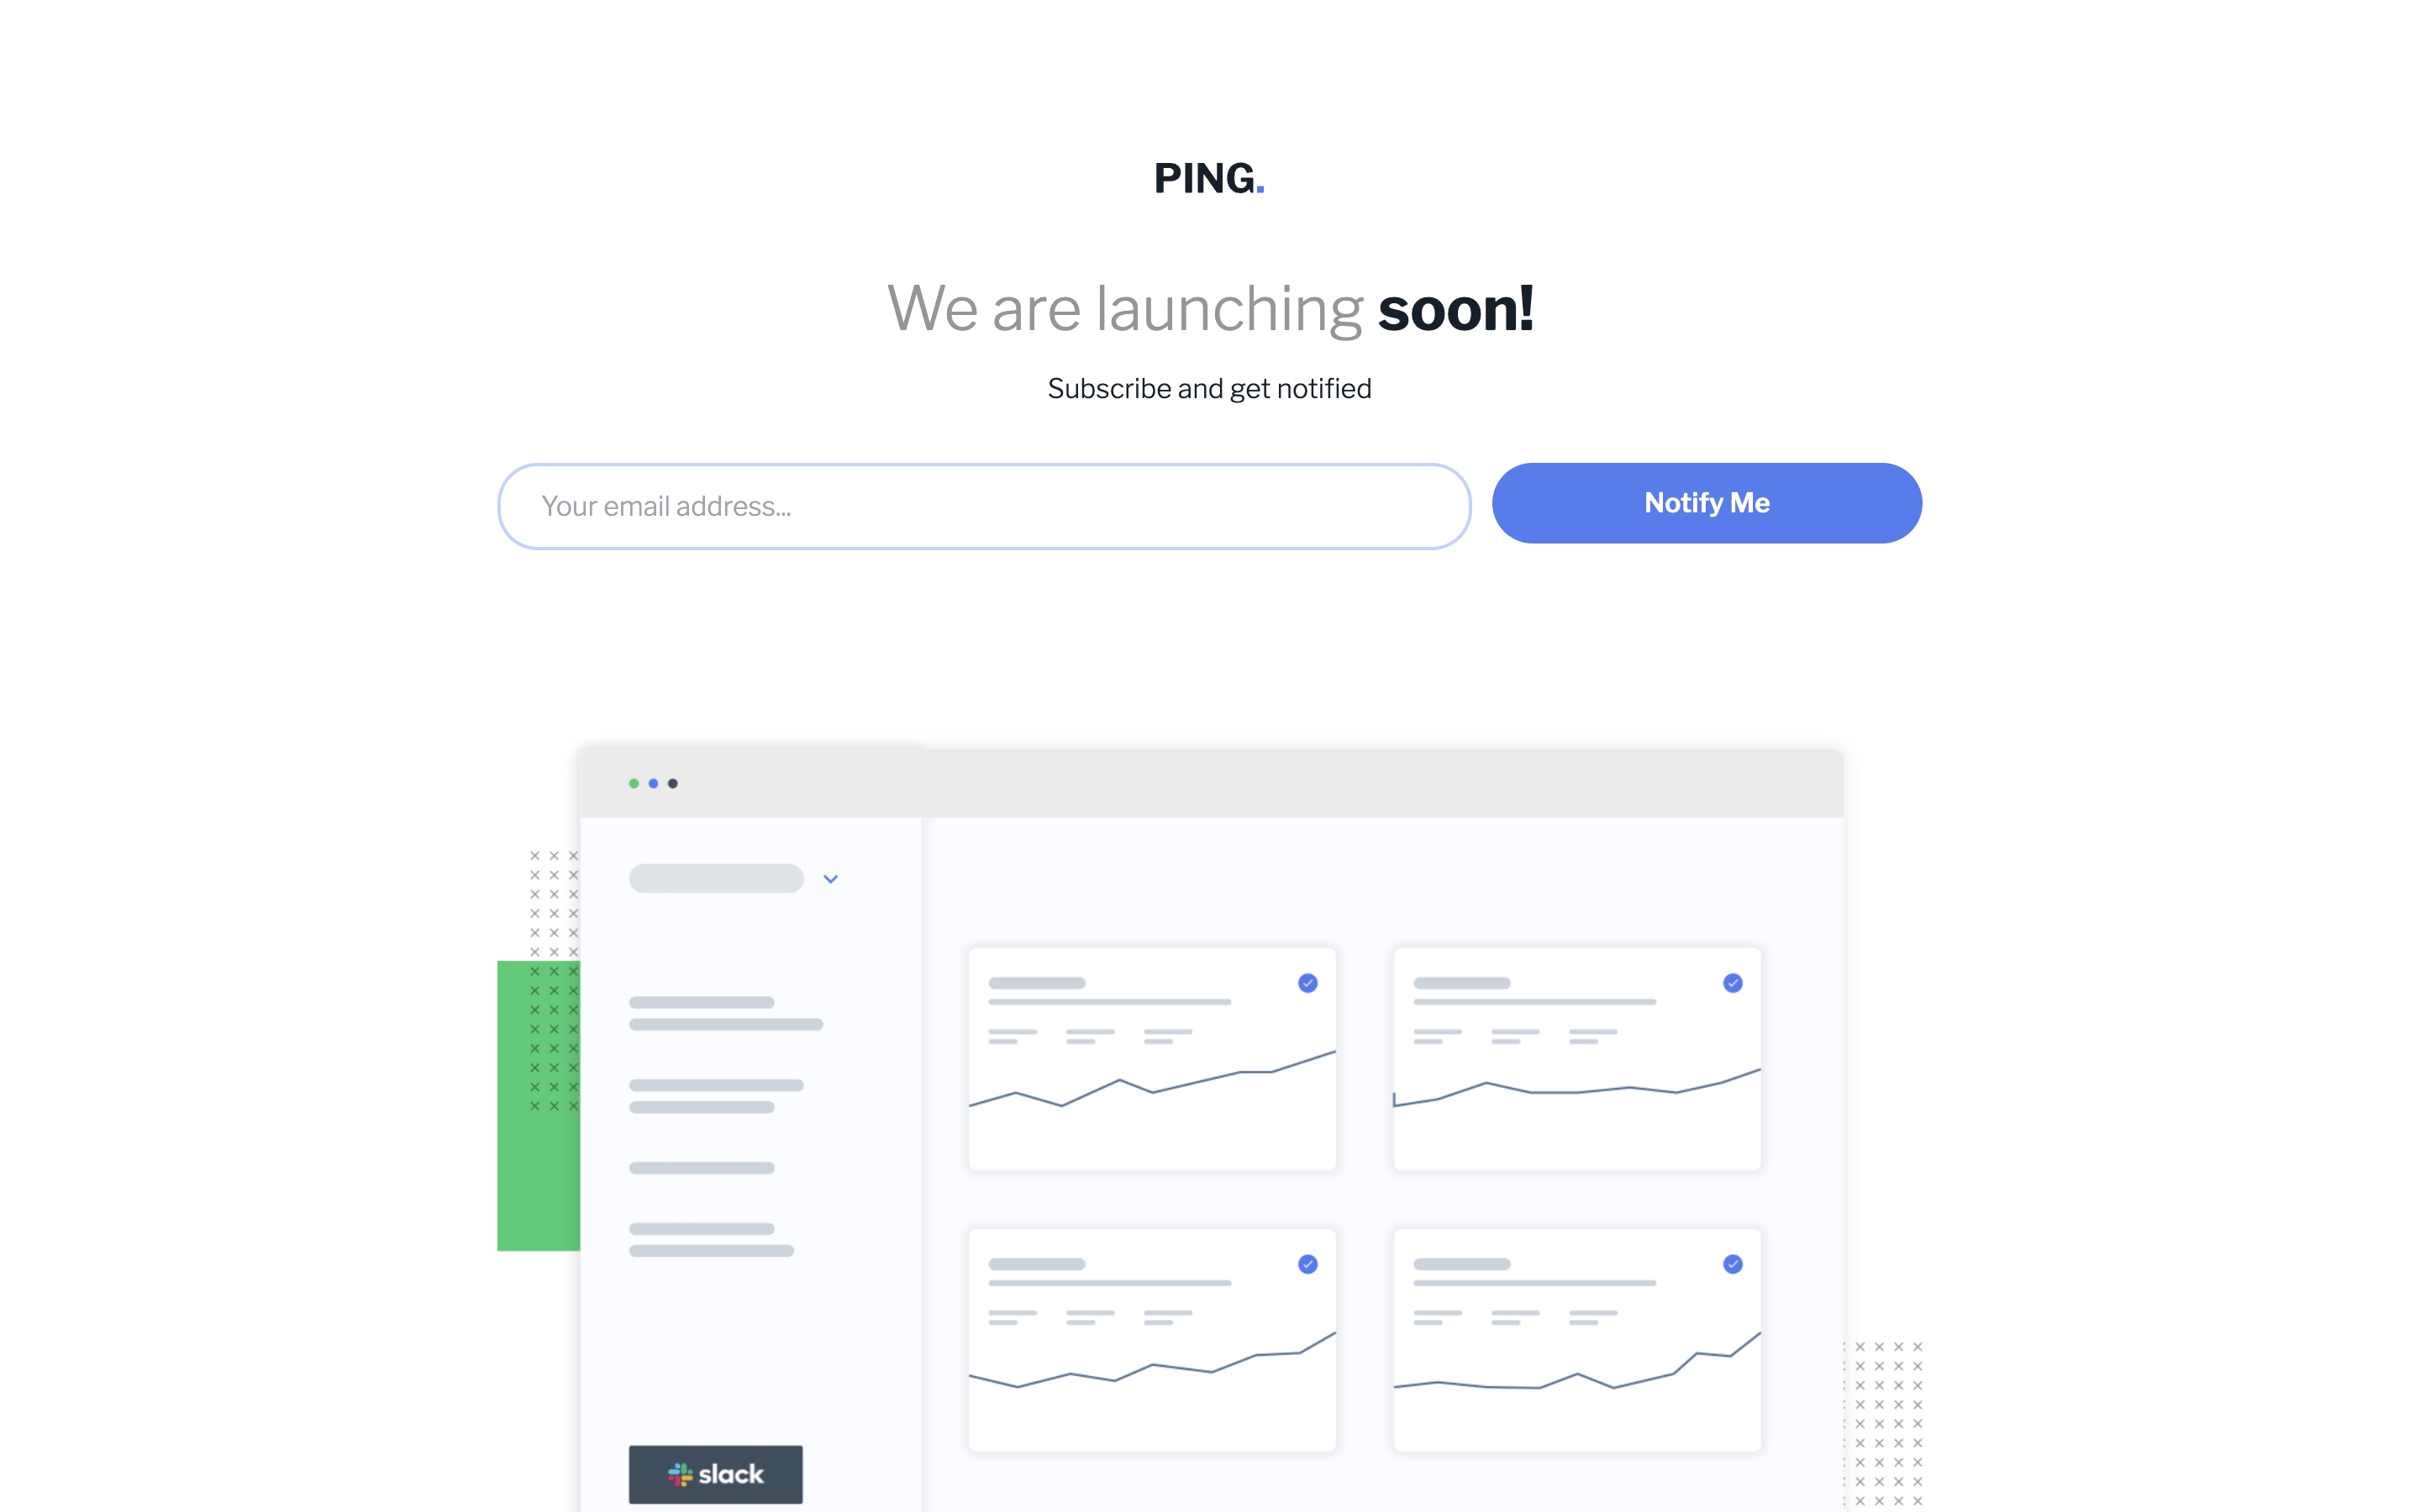 PING.
We are launching soon!
Subscribe and get notified
Your email address...
Notify Me
slack